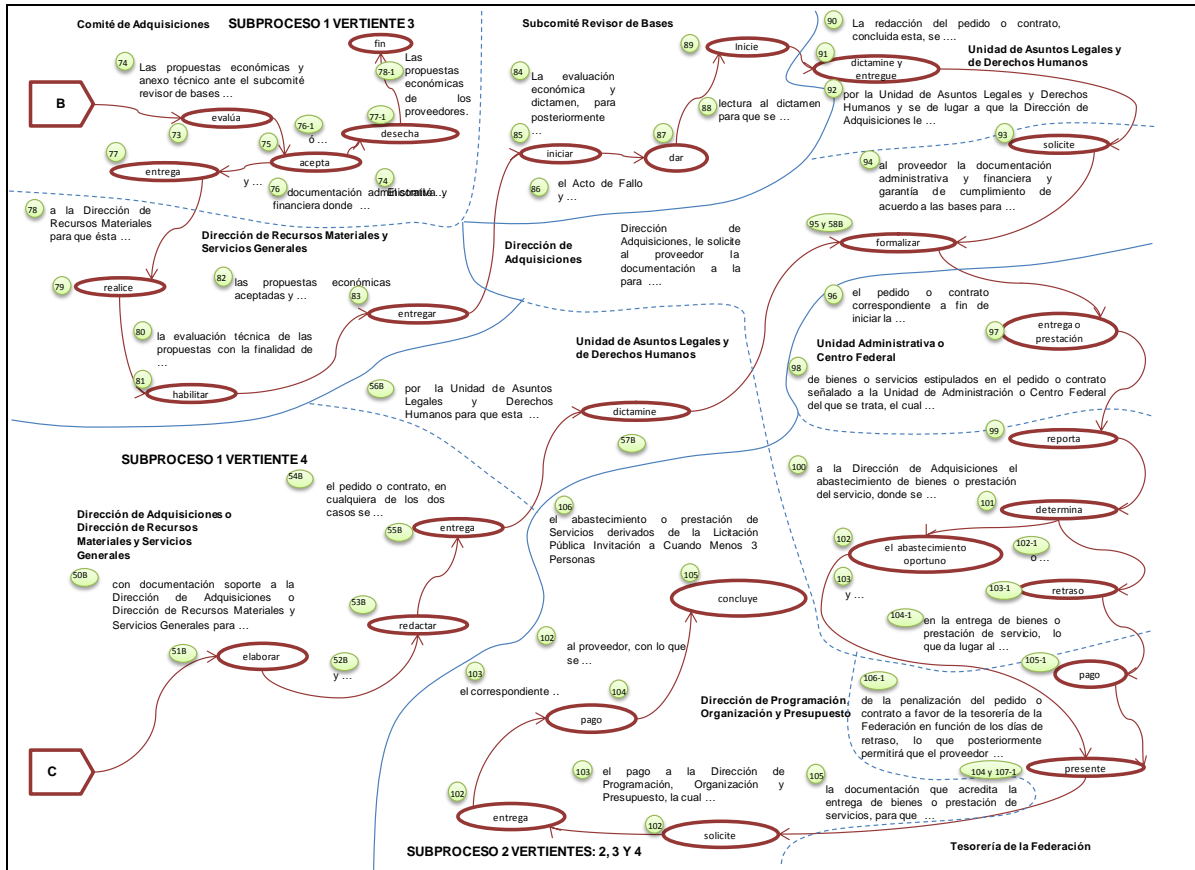 Comité de Adquisiciones
SUBPROCESO 1 VERTIENTE 3
fin
74
Las propuestas económicas y
anexo técnico ante el subcomité
revisor de bases …
B
evalúa
73
75
76-1
ó …
78-1
Las
propuestas
económicas
de los
proveedores.
77-1
desecha
77
entrega
acepta
y …
76
documentación administrativa y
financiera donde …
74
78
a la Dirección de
Recursos Materiales
para que ésta …
Dirección de Recursos Materiales y
Servicios Generales
79
realice
82
las propuestas económicas
aceptadas y …
83
entregar
80
la evaluación técnica de las
propuestas con la finalidad de
…
81
habilitar
Subcomité Revisor de Bases
84
La evaluación
económica y
dictamen, para
posteriormente
…
85
iniciar
86
el Acto de Fallo
y …
87
dar
88
lectura al dictamen
para que se …
89
Inicie
90
La redacción del pedido o contrato,
concluida esta, se ….
91
dictamine y
entregue
Unidad de Asuntos Legales y
de Derechos Humanos
92
por la Unidad de Asuntos Legales y Derechos
Humanos y se de lugar a que la Dirección de
Adquisiciones le …
93
solicite
94
al proveedor la documentación
administrativa y financiera y
garantía de cumplimiento de
acuerdo a las bases para …
95 y 58B
formalizar
Dirección de
Adquisiciones
Dirección de
Adquisiciones, le solicite
al proveedor la
documentación a la
para ….
96
el pedido o contrato
correspondiente a fin de
iniciar la …
97
entrega o
prestación
Unidad Administrativa o
Centro Federal
98
de bienes o servicios estipulados en el pedido o contrato
señalado a la Unidad de Administración o Centro Federal
del que se trata, el cual …
99
reporta
100
a la Dirección de Adquisiciones el
abastecimiento de bienes o prestación
del servicio, donde se …
101
determina
102
el abastecimiento
oportuno
102-1
o …
103
y …
103-1
retraso
104-1
en la entrega de bienes o
prestación de servicio, lo
que da lugar al …
105-1
pago
Unidad de Asuntos Legales y
de Derechos Humanos
56B
por la Unidad de Asuntos
Legales y Derechos
Humanos para que esta …
dictamine
57B
SUBPROCESO 1 VERTIENTE 4
54B
el pedido o contrato, en
cualquiera de los dos
casos se …
55B
entrega
Dirección de Adquisiciones o
Dirección de Recursos
Materiales y Servicios
Generales
50B
con documentación soporte a la
Dirección de Adquisiciones o
Dirección de Recursos Materiales y
Servicios Generales para …
51B
elaborar
52B
y …
53B
redactar
C
106
el abastecimiento o prestación de
Servicios derivados de la Licitación
Pública Invitación a Cuando Menos 3
Personas
105
concluye
102
al proveedor, con lo que
se …
103
el correspondiente ..
104
pago
Dirección de Programación,
Organización y Presupuesto
106-1
de la penalización del pedido o
contrato a favor de la tesorería de la
Federación en función de los días de
retraso, lo que posteriormente
permitirá que el proveedor …
104 y 107-1
presente
105
la documentación que acredita la
entrega de bienes o prestación de
servicios, para que …
103
el pago a la Dirección de
Programación, Organización y
Presupuesto, la cual …
102
entrega
102
solicite
SUBPROCESO 2 VERTIENTES: 2, 3 Y 4
Tesorería de la Federación